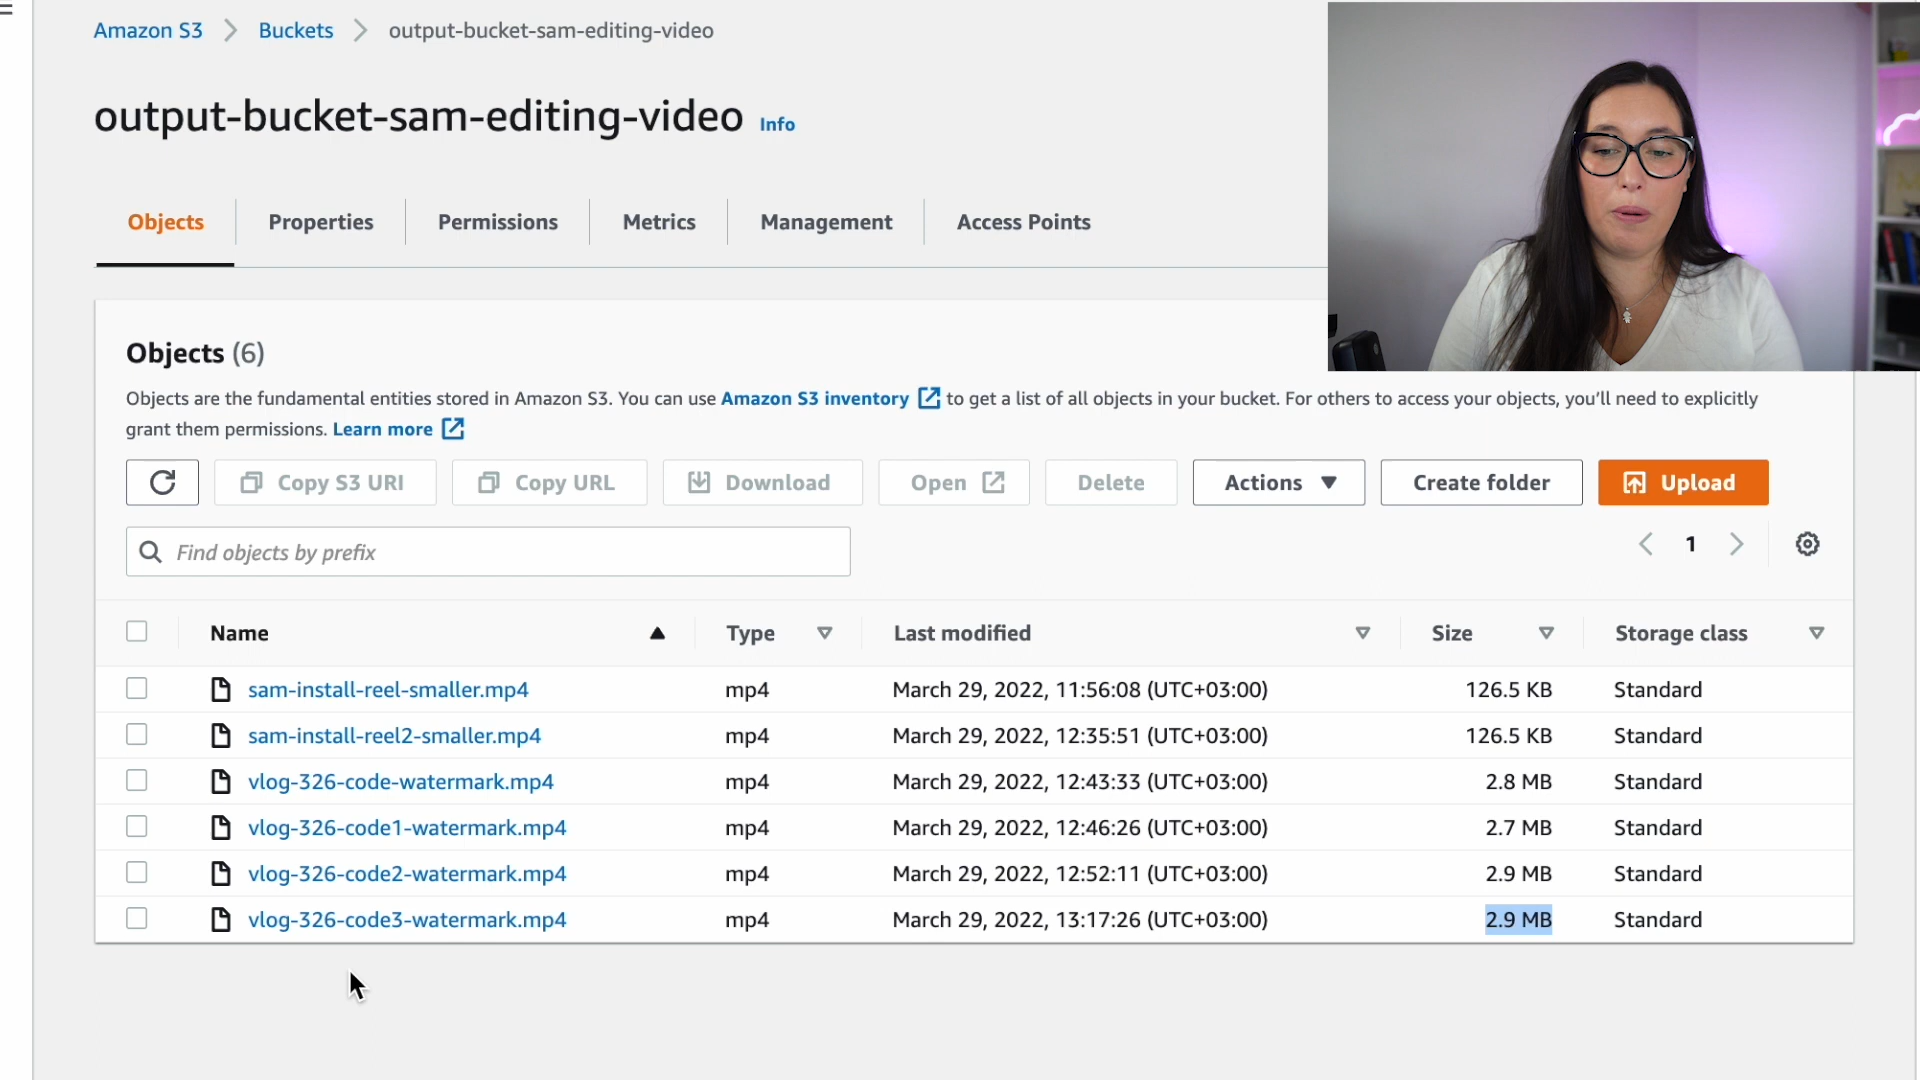 Amazon S3 > Buckets > output-bucket-sam-editing-video
output-bucket-sam-editing-video Info
Objects Properties Permissions Metrics Management Access Points
Objects (6)
Objects are the fundamental entities stored in Amazon S3. You can use Amazon S3 inventory to get a list of all objects in your bucket. For others to access your objects, you'll need to explicitly
grant them permissions. Learn more
Copy S3 URI Copy URL Download Open Delete Actions Create folder Upload
Find objects by prefix
1
Name Type Last modified Size Storage class
sam-install-reel-smaller.mp4 mp4 March 29, 2022, 11:56:08 (UTC+03:00) 126.5 KB Standard
sam-install-reel2-smaller.mp4 mp4 March 29, 2022, 12:35:51 (UTC+03:00) 126.5 KB Standard
vlog-326-code-watermark.mp4 mp4 March 29, 2022, 12:43:33 (UTC+03:00) 2.8 MB Standard
vlog-326-code1-watermark.mp4 mp4 March 29, 2022, 12:46:26 (UTC+03:00) 2.7 MB Standard
vlog-326-code2-watermark.mp4 mp4 March 29, 2022, 12:52:11 (UTC+03:00) 2.9 MB Standard
vlog-326-code3-watermark.mp4 mp4 March 29, 2022, 13:17:26 (UTC+03:00) 2.9 MB Standard